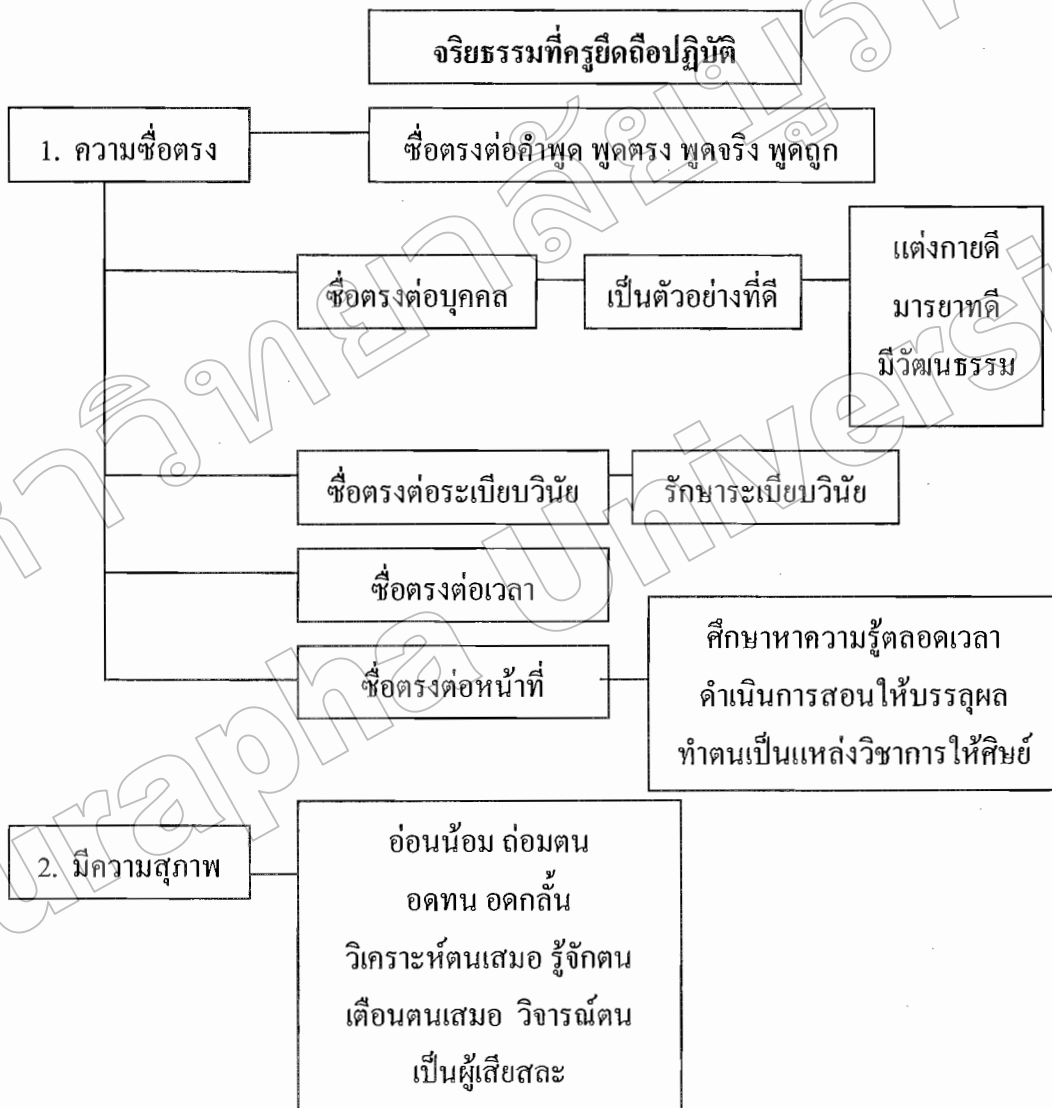 จริยธรรมที่ครูยึดถือปฏิบัติ
1. ความซื่อตรง
ซื่อตรงต่อคำพูด พูดตรง พูดจริง พูดถูก
ซื่อตรงต่อบุคคล
เป็นตัวอย่างที่ดี
แต่งกายดี
มารยาทดี
มีวัฒนธรรม
ซื่อตรงต่อระเบียบวินัย
รักษาระเบียบวินัย
ซื่อตรงต่อเวลา
ซื่อตรงต่อหน้าที่
ศึกษาหาความรู้ตลอดเวลา
ดำเนินการสอนให้บรรลุผล
ทำตนเป็นแหล่งวิชาการให้ศิษย์
2. มีความสุภาพ
อ่อนน้อม ถ่อมตน
อดทน อดกลั้น
วิเคราะห์ตนเสมอ รู้จักตน
เตือนตนเสมอ วิจารณ์ตน
เป็นผู้เสียสละ